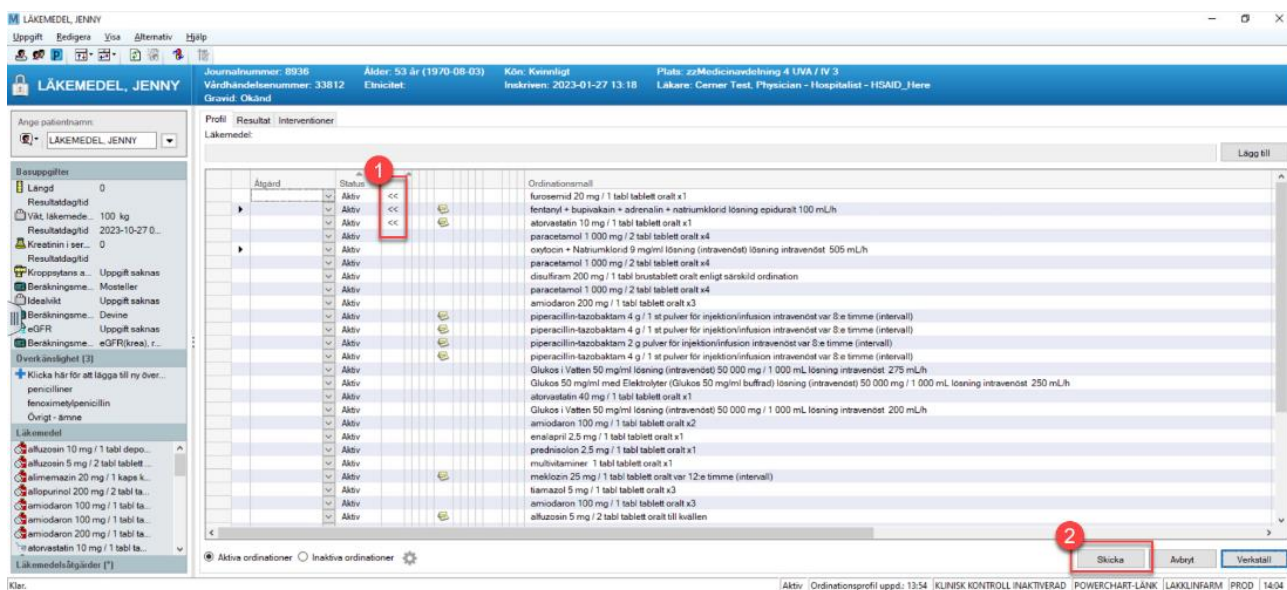 LÄKEMEDEL, JENNY
Uppgift Redigera Visa Alternativ Hjälp
LÄKEMEDEL, JENNY
Journalnummer: 8936 Ålder: 53 år (1970-08-03) Kön: Kvinnligt Plats: zzMedicinavdelning 4 UVA / IV 3
Vårdhändelsenummer: 33812 Etnicitet: Inskriven: 2023-01-27 13:18 Läkare: Cerner Test, Physician - Hospitalist - HSAID_Here
Gravid: Okänd
Ange patientnamn:
LÄKEMEDEL, JENNY
Basuppgifter
Längd 0
Resultatdag/tid
Vikt, läkemede... 100 kg
Resultatdag/tid 2023-10-27 0...
Kreatinin i ser... 0
Resultatdag/tid
Kroppsytans a... Uppgift saknas
Beräkningsme... Mosteller
Idealvikt Uppgift saknas
Beräkningsme... Devine
eGFR Uppgift saknas
Beräkningsme... eGFR(krea), r...
Överkänslighet (3)
Klicka här för att lägga till ny över...
penicilliner
fenoximetylpenicillin
Övrigt - ämne
Läkemedel
alfuzosin 10 mg / 1 tabl depo...
alfuzosin 5 mg / 2 tabl tablett ...
alimemazin 20 mg / 1 kaps k...
allopurinol 200 mg / 2 tabl ta...
amiodaron 100 mg / 1 tabl ta...
amiodaron 100 mg / 1 tabl ta...
amiodaron 200 mg / 1 tabl ta...
atorvastatin 10 mg / 1 tabl ta...
Läkemedelsåtgärder (*)
Profil Resultat Interventioner
Läkemedel:
Lägg till
1
Åtgärd Status Ordinationsmall
Aktiv << furosemid 20 mg / 1 tabl tablett oralt x1
Aktiv << fentanyl + bupivakain + adrenalin + natriumklorid lösning epiduralt 100 mL/h
Aktiv << atorvastatin 10 mg / 1 tabl tablett oralt x1
Aktiv paracetamol 1 000 mg / 2 tabl tablett oralt x4
Aktiv oxytocin + Natriumklorid 9 mg/ml lösning (intravenöst) lösning intravenöst 505 mL/h
Aktiv paracetamol 1 000 mg / 2 tabl tablett oralt x4
Aktiv disulfiram 200 mg / 1 tabl brustablett oralt enligt särskild ordination
Aktiv paracetamol 1 000 mg / 2 tabl tablett oralt x4
Aktiv amiodaron 200 mg / 1 tabl tablett oralt x3
Aktiv piperacillin-tazobaktam 4 g / 1 st pulver för injektion/infusion intravenöst var 8:e timme (intervall)
Aktiv piperacillin-tazobaktam 4 g / 1 st pulver för injektion/infusion intravenöst var 8:e timme (intervall)
Aktiv piperacillin-tazobaktam 2 g pulver för injektion/infusion intravenöst var 8:e timme (intervall)
Aktiv piperacillin-tazobaktam 4 g / 1 st pulver för injektion/infusion intravenöst var 8:e timme (intervall)
Aktiv Glukos i Vatten 50 mg/ml lösning (intravenöst) 50 000 mg / 1 000 mL lösning intravenöst 275 mL/h
Aktiv Glukos 50 mg/ml med Elektrolyter (Glukos 50 mg/ml buffrad) lösning (intravenöst) 50 000 mg / 1 000 mL lösning intravenöst 250 mL/h
Aktiv atorvastatin 40 mg / 1 tabl tablett oralt x1
Aktiv Glukos i Vatten 50 mg/ml lösning (intravenöst) 50 000 mg / 1 000 mL lösning intravenöst 200 mL/h
Aktiv amiodaron 100 mg / 1 tabl tablett oralt x2
Aktiv enalapril 2,5 mg / 1 tabl tablett oralt x1
Aktiv prednisolon 2,5 mg / 1 tabl tablett oralt x1
Aktiv multivitaminer 1 tabl tablett oralt x1
Aktiv meklozin 25 mg / 1 tabl tablett oralt var 12:e timme (intervall)
Aktiv tiamazol 5 mg / 1 tabl tablett oralt x3
Aktiv amiodaron 100 mg / 1 tabl tablett oralt x3
Aktiv alfuzosin 5 mg / 2 tabl tablett oralt till kvällen
2
Aktiva ordinationer Inaktiva ordinationer Skicka Avbryt Verkställ
Klar. Aktiv Ordinationsprofil uppd.: 13:54 KLINISK KONTROLL INAKTIVERAD POWERCHART-LÄNK LAKKLINFARM PROD 14:04